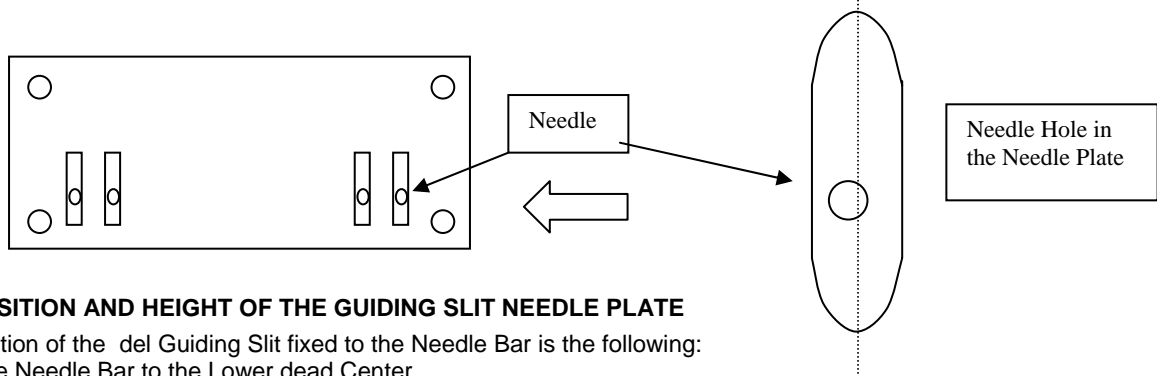 Needle
Needle Hole in
the Needle Plate
SITION AND HEIGHT OF THE GUIDING SLIT NEEDLE PLATE
tion of the del Guiding Slit fixed to the Needle Bar is the following:
e Needle Bar to the Lower dead Center